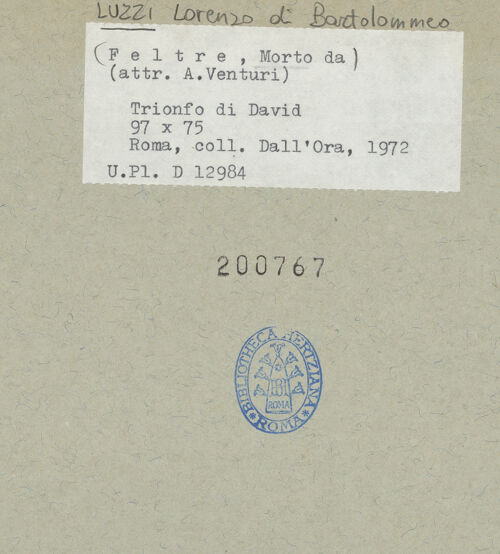 LUZZI Lorenzo di Bartolommeo
(F e l t r e , Morto da)
(attr. A.Venturi)
Trionfo di David
97 x 75
Roma, coll. Dall'Ora, 1972
U.Pl. D 12984
200767
BIBLIOTHECA HERTZIANA
ROMA
* ROMA *